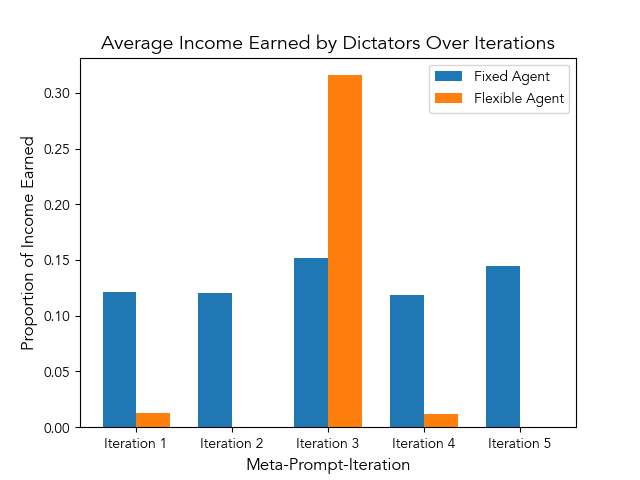 Average Income Earned by Dictators Over Iterations
Fixed Agent
Flexible Agent
Proportion of Income Earned
0.30
0.25
0.20
0.15
0.10
0.05
0.00
Iteration 1 Iteration 2 Iteration 3 Iteration 4 Iteration 5
Meta-Prompt-Iteration